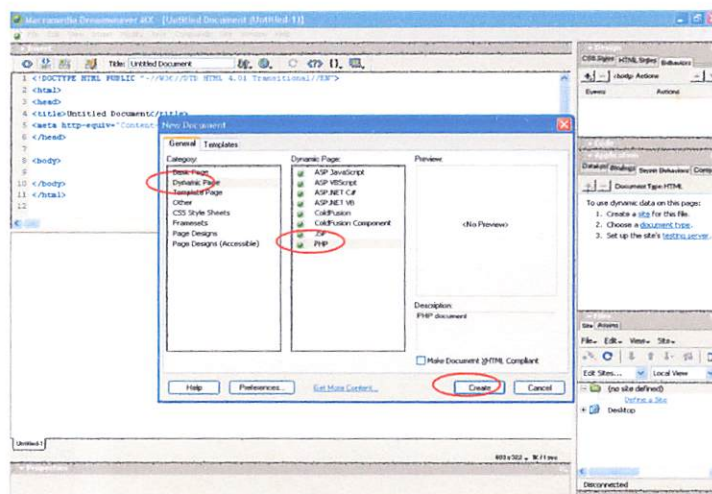 Macromedia Dreamweaver MX - [Untitled Document (Untitled-1)]
Title: Untitled Document
1 <!DOCTYPE HTML PUBLIC "-//W3C//DTD HTML 4.01 Transitional//EN">
2 <html>
3 <head>
4 <title>Untitled Document</title>
5 <meta http-equiv="Content-
6 </head>
7
8 <body>
9
10 </body>
11 </html>
12
New Document
General Templates
Category:
Basic Page
Dynamic Page
Template Page
Other
CSS Style Sheets
Framesets
Page Designs
Page Designs (Accessible)
Dynamic Page:
ASP JavaScript
ASP VBScript
ASP.NET C#
ASP.NET VB
ColdFusion
ColdFusion Component
JSP
PHP
Preview:
<No Preview>
Description:
PHP document
Make Document XHTML Compliant
Help
Preferences...
Get More Content...
Create
Cancel
Untitled-1
Properties
Design
CSS Styles HTML Styles Behaviors
<body> Actions
Events Actions
Code
Application
Databases Bindings Server Behaviors
Document Type: HTML
To use dynamic data on this page:
1. Create a site for this file.
2. Choose a document type.
3. Set up the site's testing server.
Files
Site Assets
File Edit View Site
Edit Sites... Local View
(no site defined)
Define a Site
Desktop
Disconnected